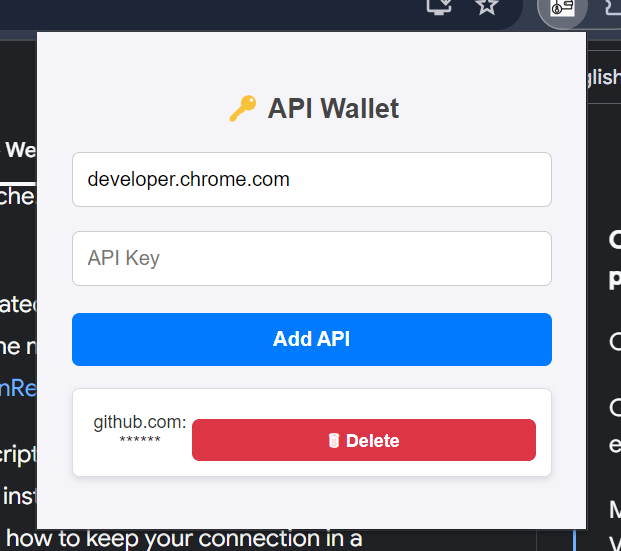 glish
🔑 API Wallet
We
developer.chrome.com
che.
API Key
ated
Add API
ne
nRe
github.com:
******
🗑 Delete
cript
inst
how to keep your connection in a